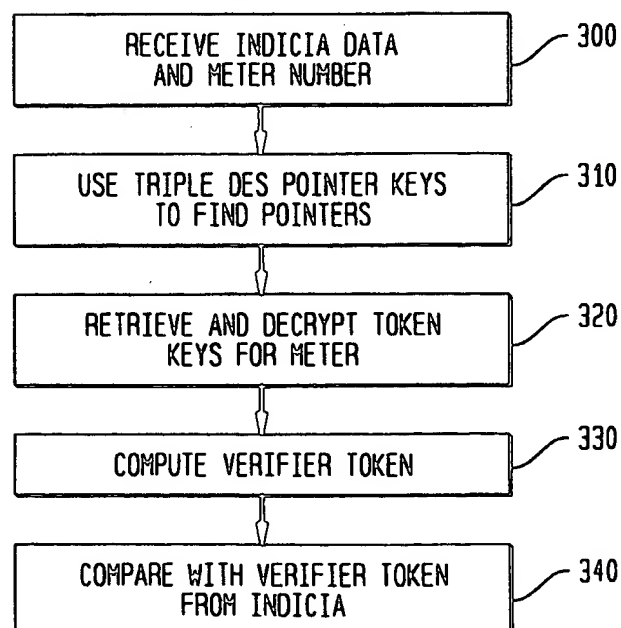 RECEIVE INDICIA DATA
AND METER NUMBER
300
USE TRIPLE DES POINTER KEYS
TO FIND POINTERS
310
RETRIEVE AND DECRYPT TOKEN
KEYS FOR METER
320
COMPUTE VERIFIER TOKEN
330
COMPARE WITH VERIFIER TOKEN
FROM INDICIA
340